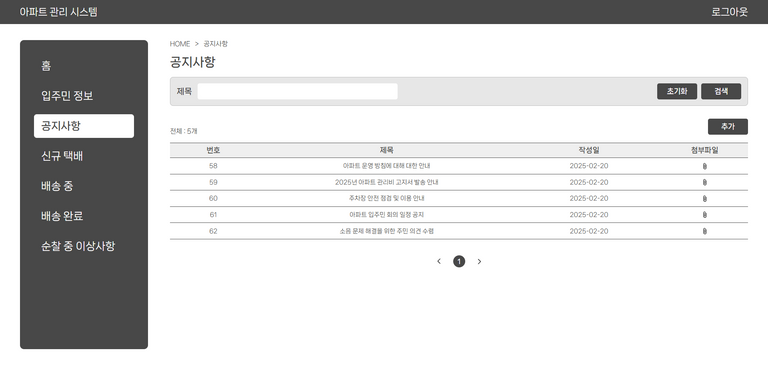 아파트 관리 시스템
로그아웃
홈
입주민 정보
공지사항
신규 택배
배송 중
배송 완료
순찰 중 이상사항
HOME > 공지사항
공지사항
제목
초기화
검색
전체 : 5개
추가
번호 제목 작성일 첨부파일
58 아파트 운영 방침에 대해 대한 안내 2025-02-20
59 2025년 아파트 관리비 고지서 발송 안내 2025-02-20
60 주차장 안전 점검 및 이용 안내 2025-02-20
61 아파트 입주민 회의 일정 공지 2025-02-20
62 소음 문제 해결을 위한 주민 의견 수렴 2025-02-20
< 1 >